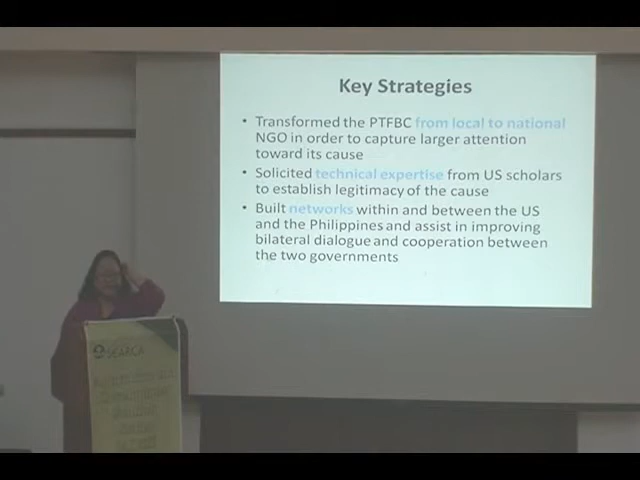 Key Strategies
• Transformed the PTFBC from local to national
NGO in order to capture larger attention
toward its cause
• Solicited technical expertise from US scholars
to establish legitimacy of the cause
• Built networks within and between the US
and the Philippines and assist in improving
bilateral dialogue and cooperation between
the two governments
SEARCA